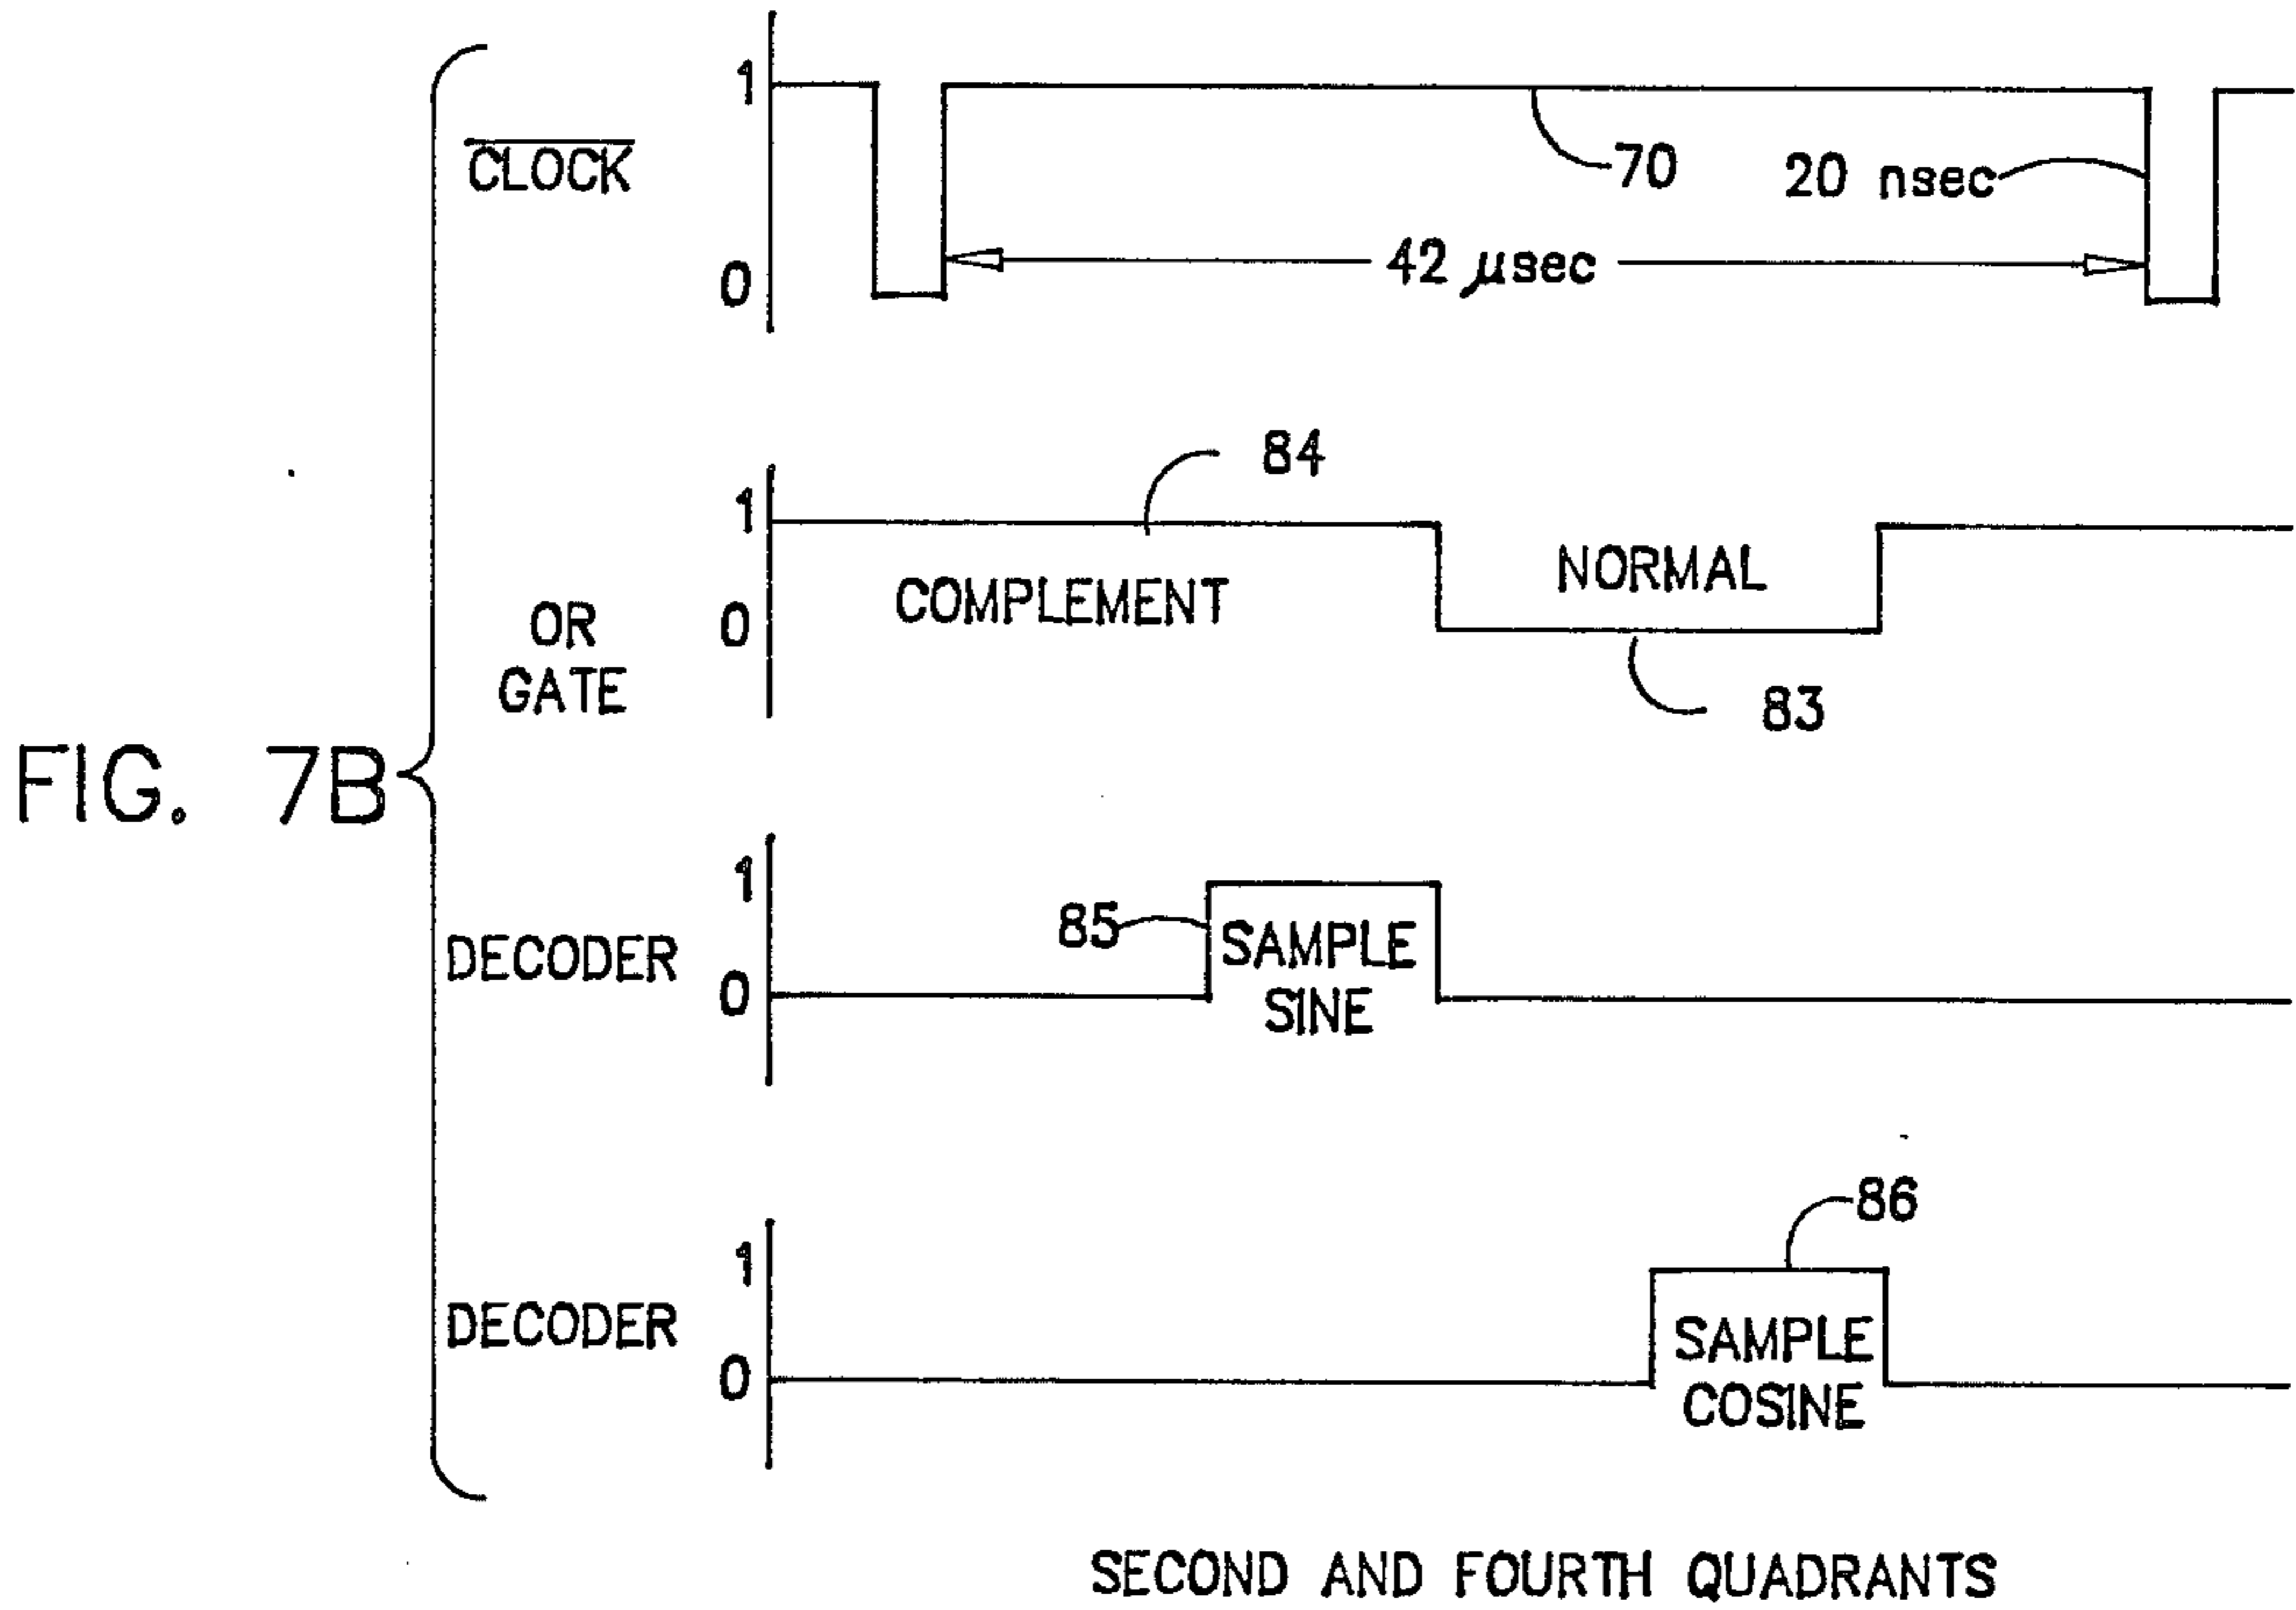 FIG. 7B
CLOCK
1
0
70
20 nsec
42 µsec
OR
GATE
1
0
84
COMPLEMENT
NORMAL
83
DECODER
1
0
85
SAMPLE
SINE
DECODER
1
0
86
SAMPLE
COSINE
SECOND AND FOURTH QUADRANTS